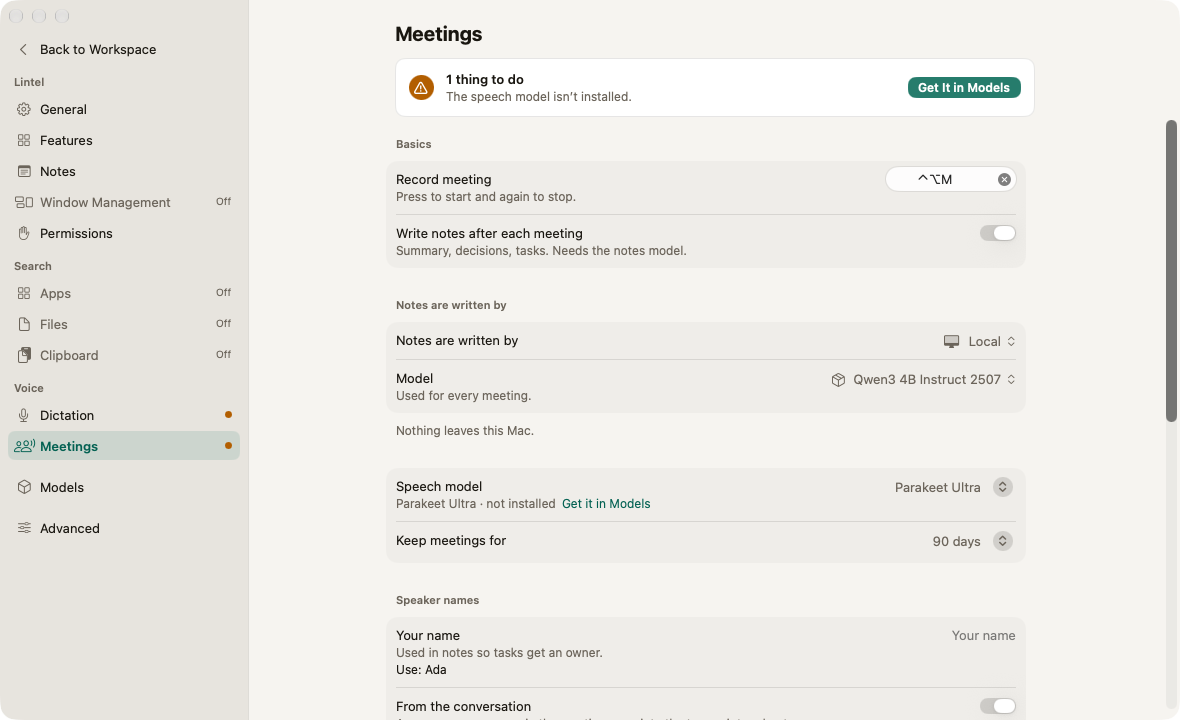 Back to Workspace
Lintel
General
Features
Notes
Window Management Off
Permissions
Search
Apps Off
Files Off
Clipboard Off
Voice
Dictation
Meetings
Models
Advanced
Meetings
1 thing to do
The speech model isn’t installed.
Get It in Models
Basics
Record meeting
Press to start and again to stop.
⌃⌥M
Write notes after each meeting
Summary, decisions, tasks. Needs the notes model.
Notes are written by
Notes are written by Local
Model
Used for every meeting.
Qwen3 4B Instruct 2507
Nothing leaves this Mac.
Speech model
Parakeet Ultra · not installed Get it in Models
Parakeet Ultra
Keep meetings for 90 days
Speaker names
Your name
Used in notes so tasks get an owner.
Use: Ada
Your name
From the conversation